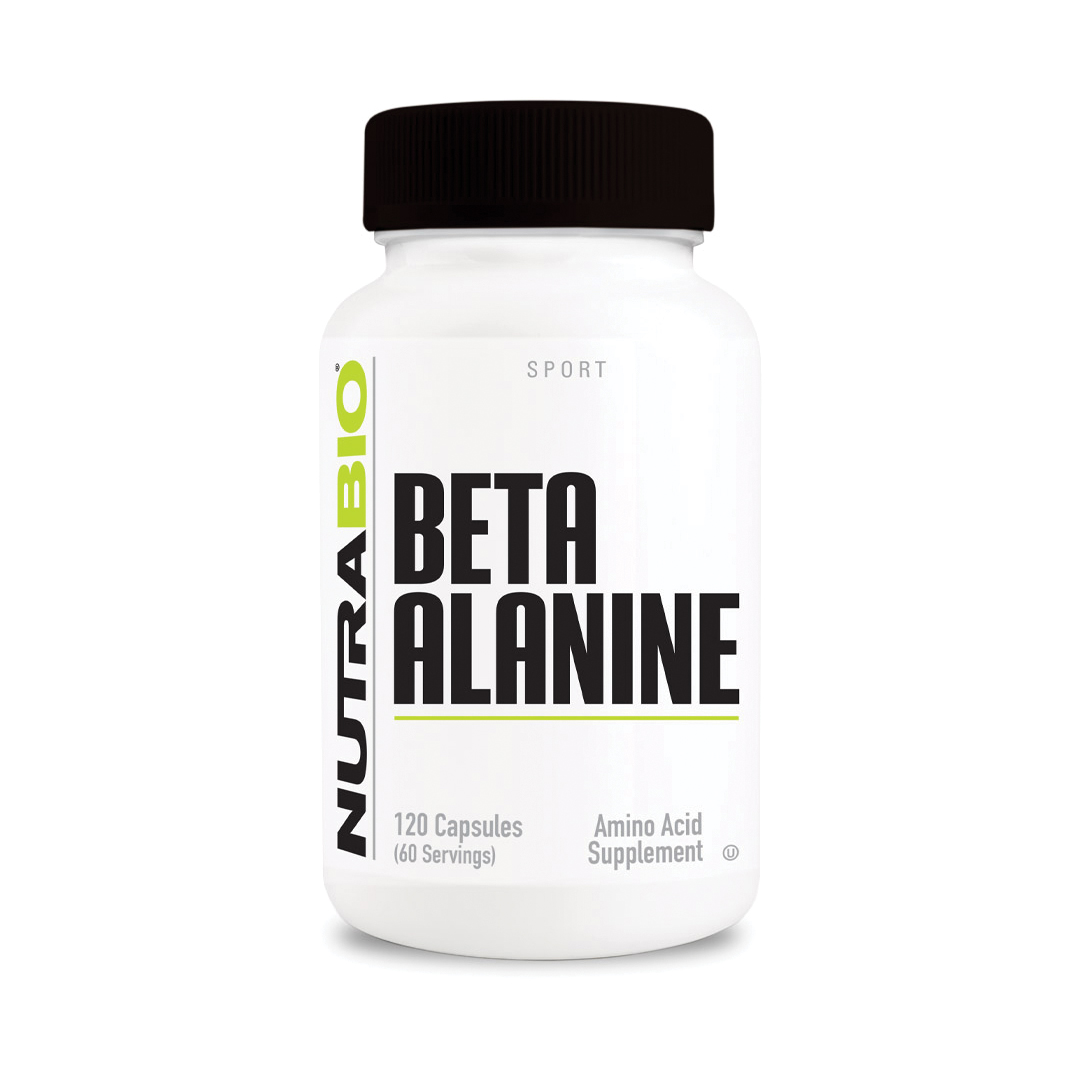 NUTRABIO®
SPORT
BETA
ALANINE
120 Capsules
(60 Servings)
Amino Acid
Supplement Ⓤ